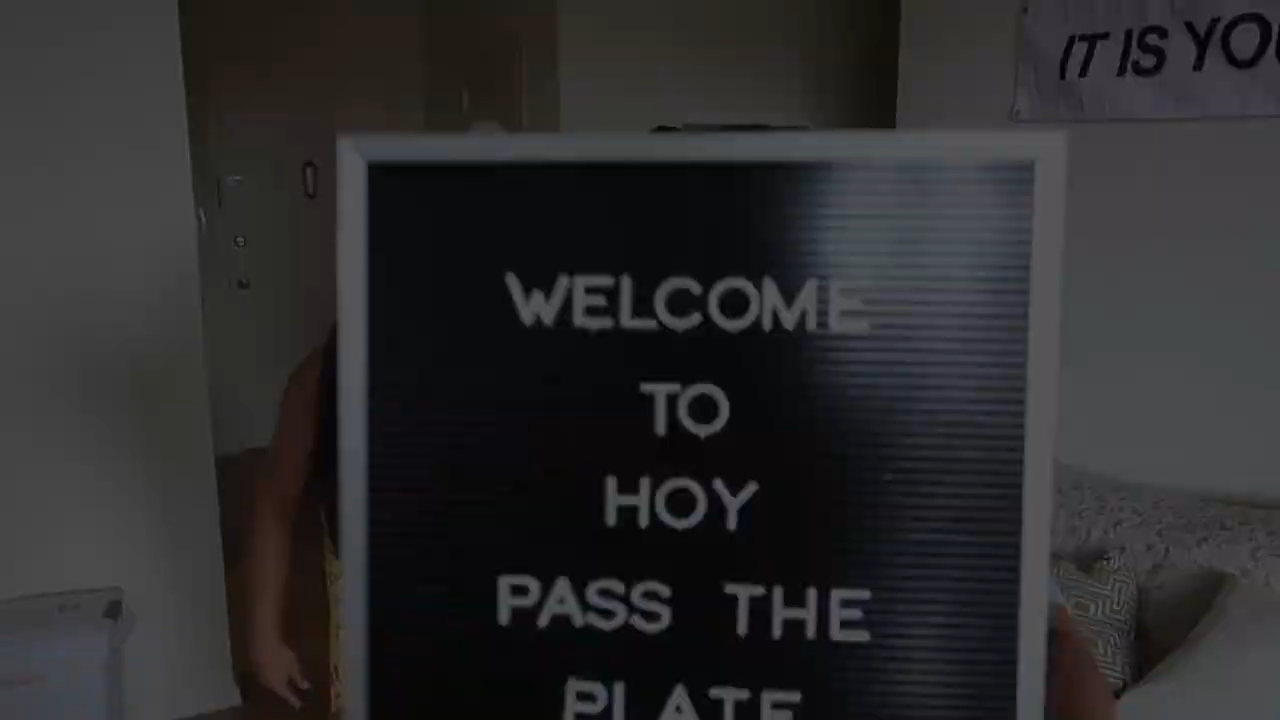 IT IS YOU
WELCOME
TO
HOY
PASS THE
PLATE